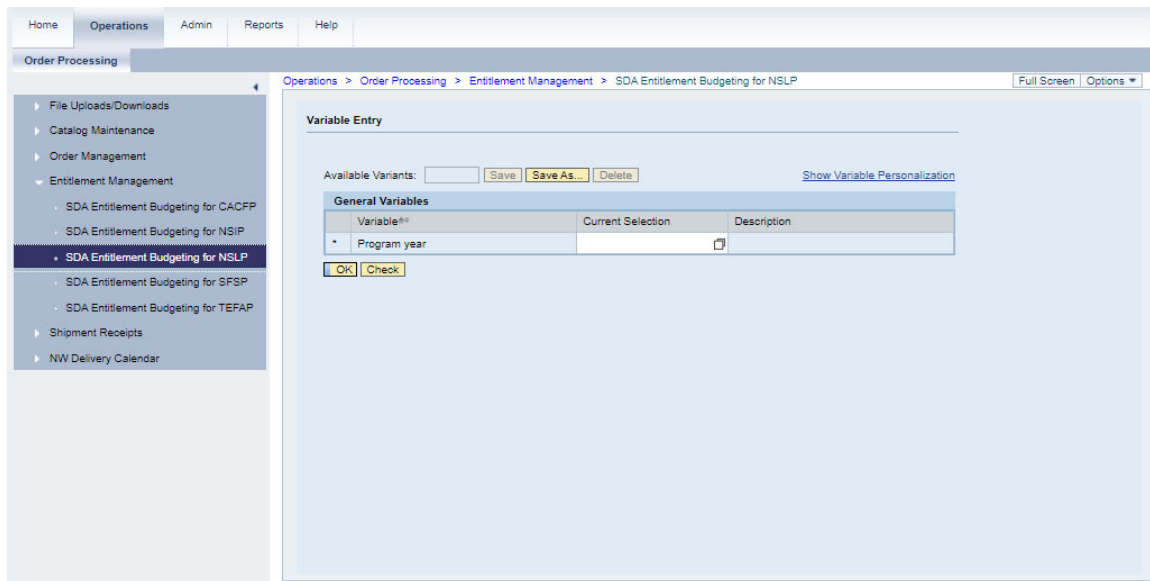 Home Operations Admin Reports Help
Order Processing
Operations > Order Processing > Entitlement Management > SDA Entitlement Budgeting for NSLP Full Screen Options
File Uploads/Downloads
Catalog Maintenance
Order Management
Entitlement Management
SDA Entitlement Budgeting for CACFP
SDA Entitlement Budgeting for NSIP
SDA Entitlement Budgeting for NSLP
SDA Entitlement Budgeting for SFSP
SDA Entitlement Budgeting for TEFAP
Shipment Receipts
NW Delivery Calendar
Variable Entry
Available Variants: Save Save As... Delete Show Variable Personalization
General Variables
Variable Current Selection Description
* Program year
OK Check